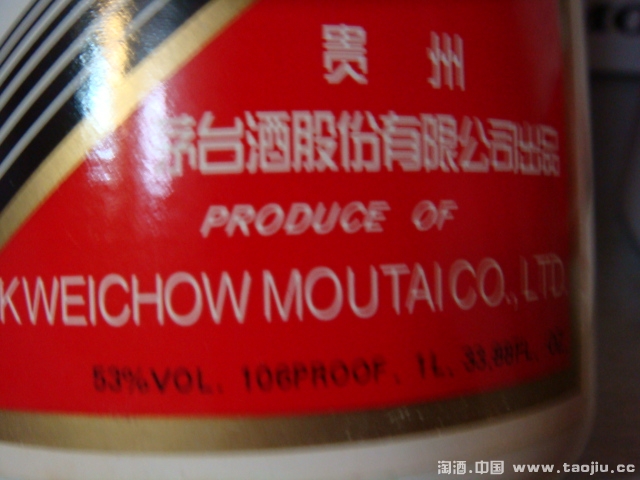 贵州
茅台酒股份有限公司出品
PRODUCE OF
KWEICHOW MOUTAI CO., LTD.
53%VOL. 106PROOF. 1L. 33,88FL. OZ.
淘酒.中国 www.taojiu.cc